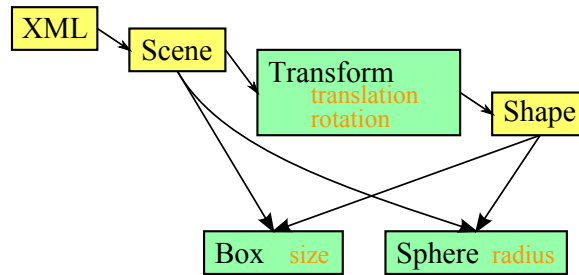 XML
Scene
Transform
translation
rotation
Shape
Box size
Sphere radius